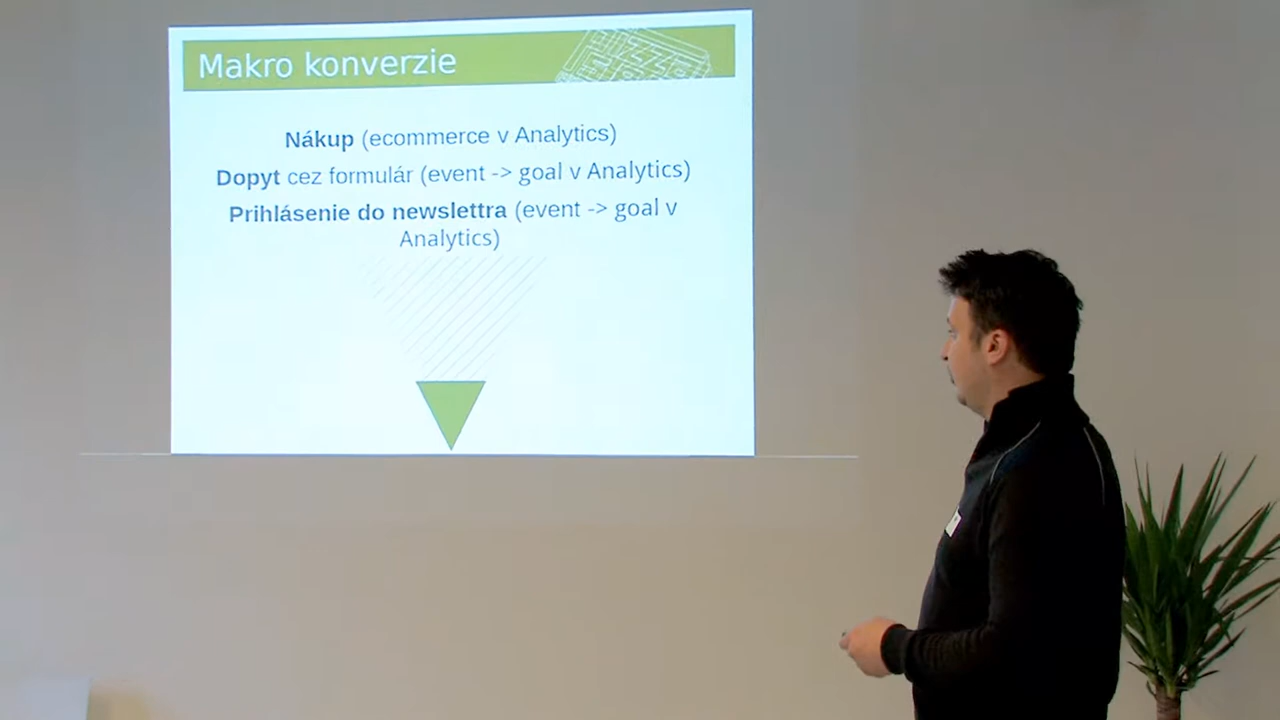 Makro konverzie
Nákup (ecommerce v Analytics)
Dopyt cez formulár (event -> goal v Analytics)
Prihlásenie do newslettra (event -> goal v
Analytics)